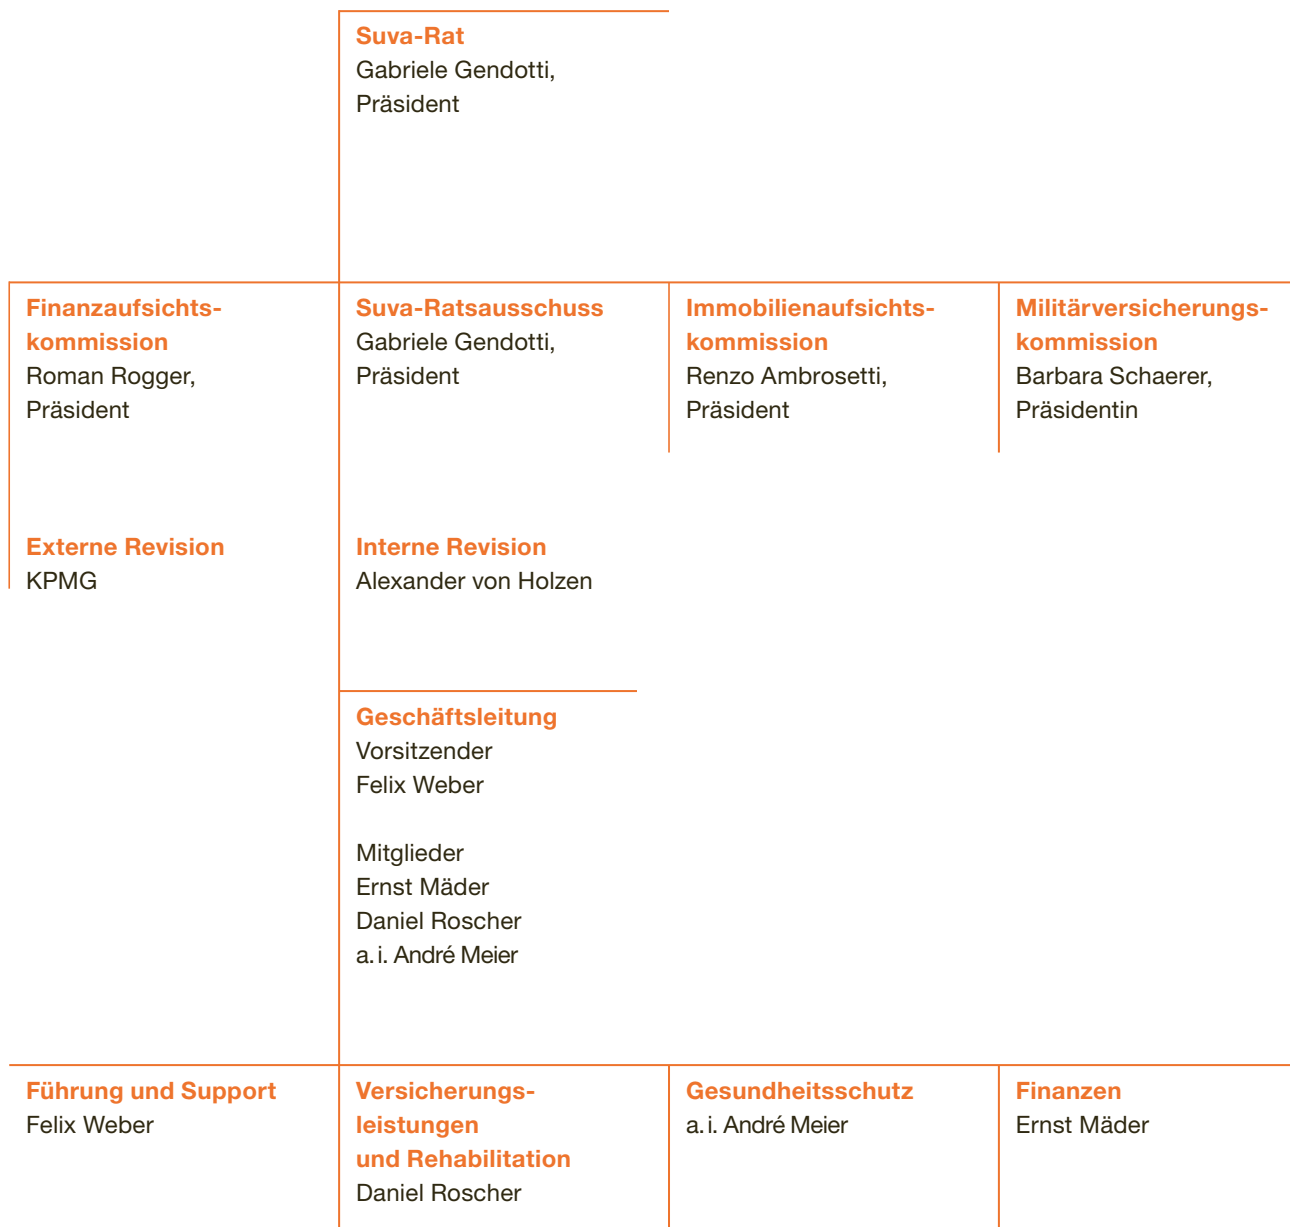 Suva-Rat
Gabriele Gendotti,
Präsident
Finanzaufsichts-
kommission
Roman Rogger,
Präsident
Suva-Ratsausschuss
Gabriele Gendotti,
Präsident
Immobilienaufsichts-
kommission
Renzo Ambrosetti,
Präsident
Militärversicherungs-
kommission
Barbara Schaerer,
Präsidentin
Externe Revision
KPMG
Interne Revision
Alexander von Holzen
Geschäftsleitung
Vorsitzender
Felix Weber
Mitglieder
Ernst Mäder
Daniel Roscher
a. i. André Meier
Führung und Support
Felix Weber
Versicherungs-
leistungen
und Rehabilitation
Daniel Roscher
Gesundheitsschutz
a. i. André Meier
Finanzen
Ernst Mäder